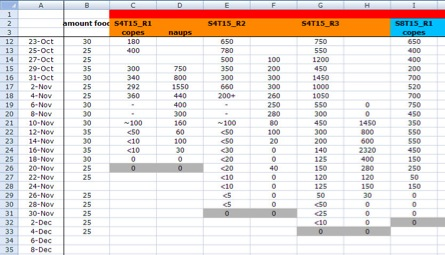 A B C D E F G H I
1
2 amount food S4T15_R1 S4T15_R2 S4T15_R3 S8T15_R1
3 copes naups copes
12 23-Oct 30 180 650 750 650
13 25-Oct 25 400 780 550 400
14 27-Oct 25 500 100 1200 400
15 29-Oct 35 300 750 350 200 450 200
16 31-Oct 30 340 800 300 300 1450 700
17 2-Nov 25 292 1550 660 300 1000 520
18 4-Nov 25 360 440 200+ 260 1050 700
19 6-Nov 30 - 400 - 250 550 0 750
20 8-Nov 30 - 300 - 280 300 0 450
21 10-Nov 30 ~100 160 ~100 80 450 1450 350
22 12-Nov 35 <50 60 <50 100 300 800 550
23 14-Nov 30 <10 100 <50 20 200 600 550
24 16-Nov 25 <10 30 <30 0 140 2320 450
25 18-Nov 30 0 0 <20 0 125 400 150
26 20-Nov 25 0 0 <20 40 150 280 250
27 22-Nov 25 <10 0 120 120 50
28 24-Nov <10 0 125 150 150
29 26-Nov 25 <5 0 50 30 0
30 28-Nov 25 <5 0 <50 0 0
31 30-Nov 25 0 0 <25 0 0
32 2-Dec 25 <10 0 0
33 4-Dec 25 0 0
34 6-Dec
35 8-Dec